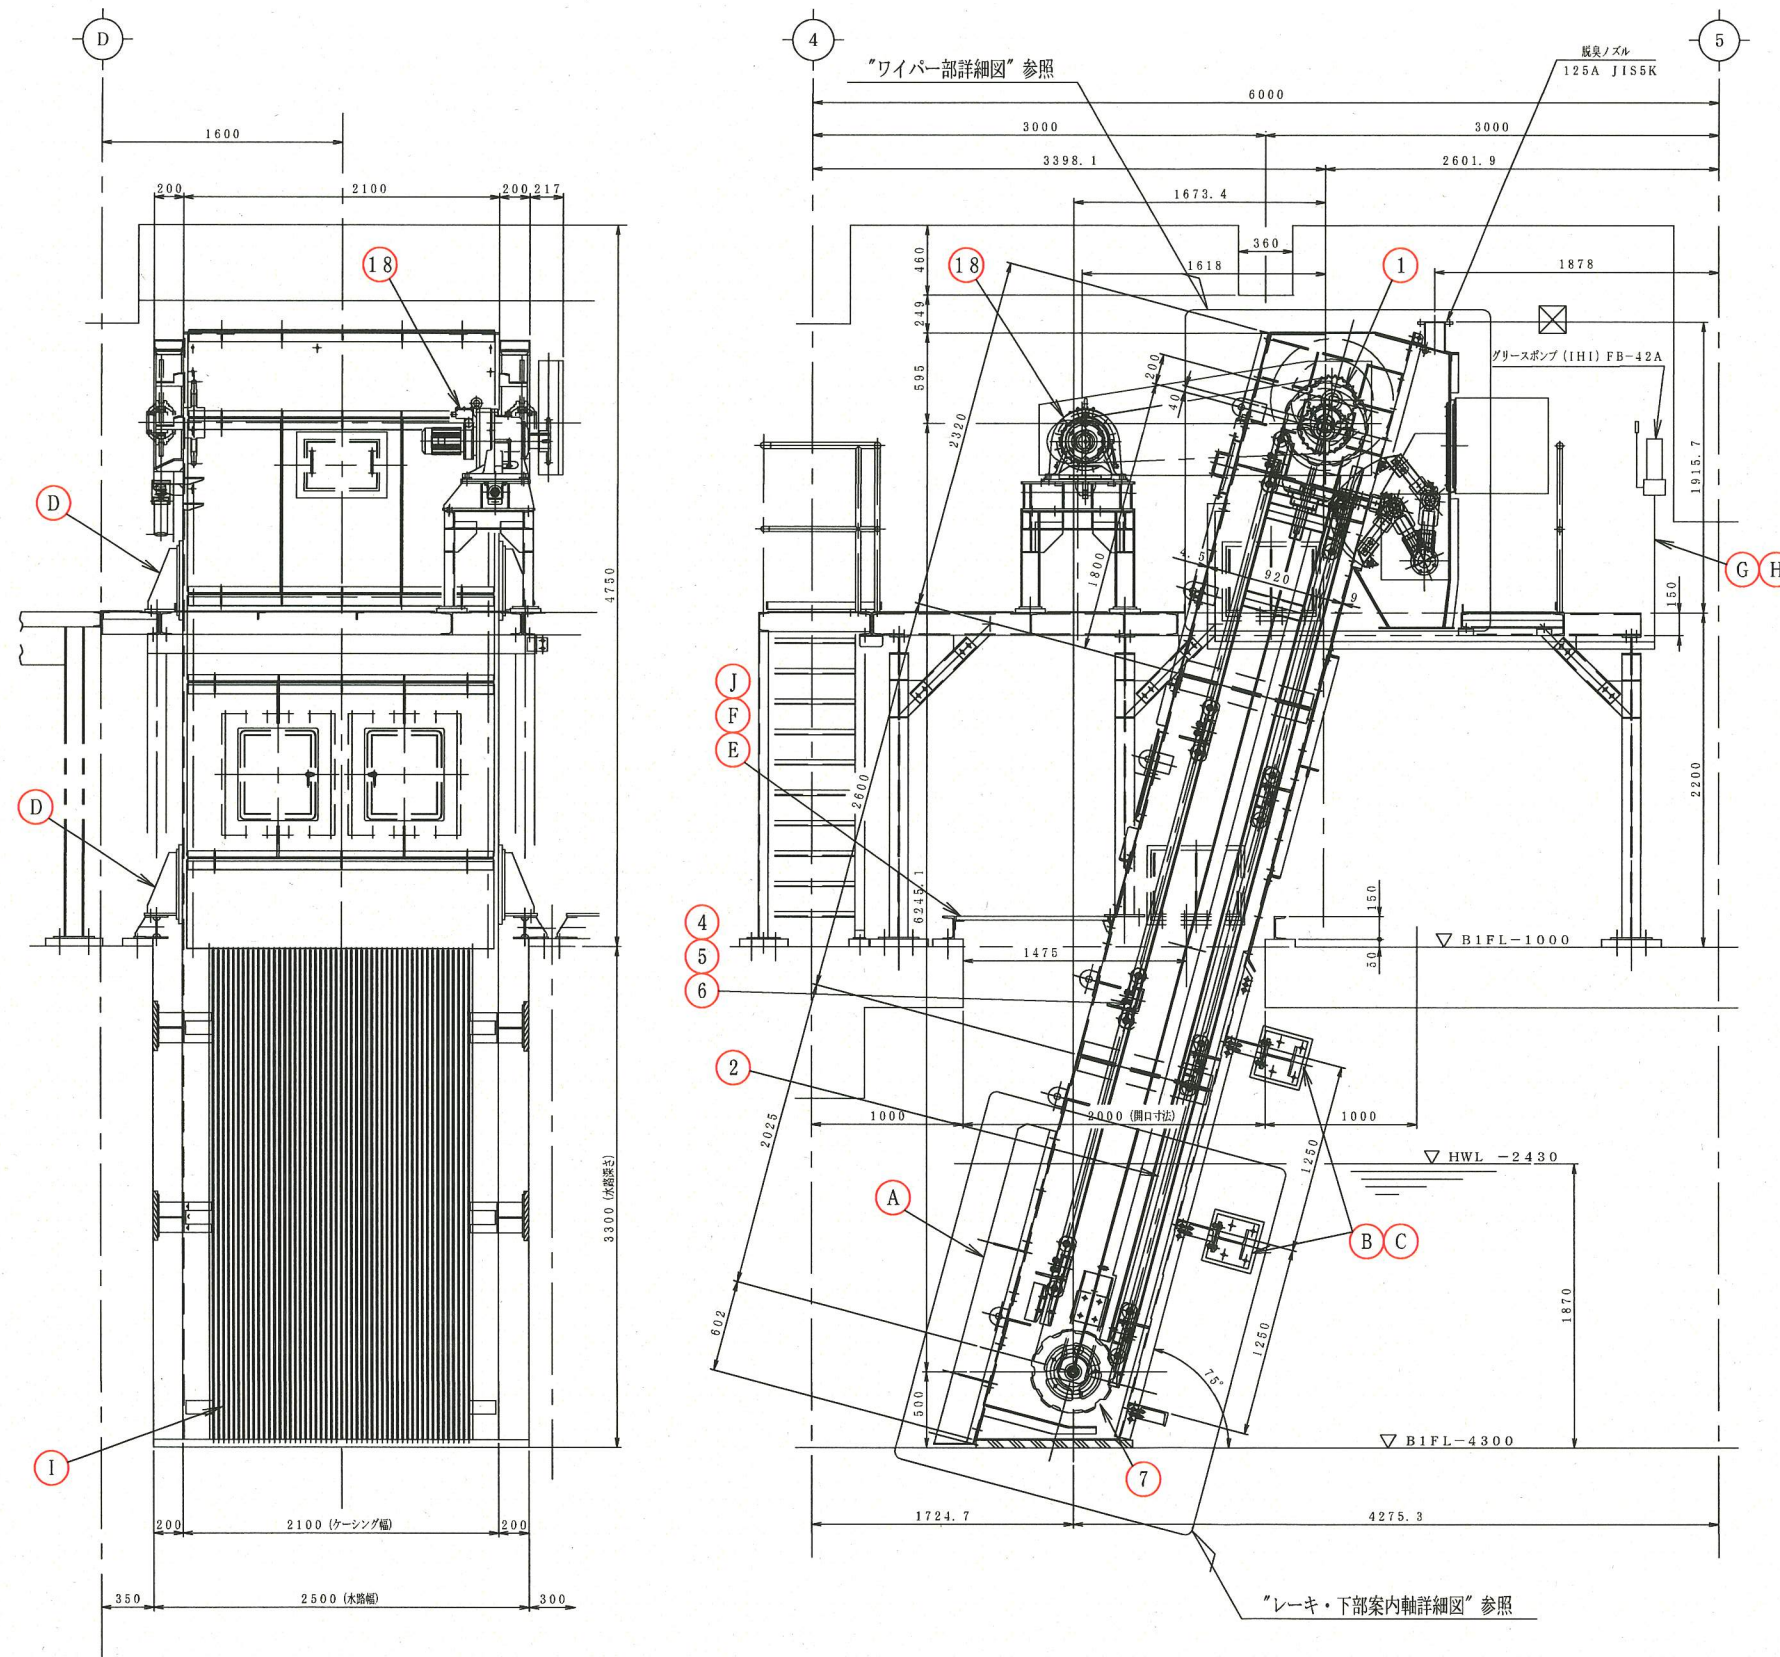 D
4
5
"ワイパー部詳細図" 参照
脱臭ノズル
125A JIS5K
6000
1600
3000
3000
3398.1
2601.9
200
2100
200
217
1673.4
18
460
18
360
1
1618
1878
249
グリースポンプ (IHI) FB-42A
595
200
40
2320
1915.7
D
4750
4.5
1800
920
9
150
G
H
J
F
E
2200
2600
D
6245.1
150
4
5
6
1475
50
▽ B1FL-1000
2
1000
2000 (開口寸法)
1000
2025
1250
▽ HWL -2430
3300 (水路深さ)
A
B
C
602
1250
1870
75°
500
▽ B1FL-4300
I
7
200
2100 (ケーシング幅)
200
1724.7
4275.3
350
2500 (水路幅)
300
"レーキ・下部案内軸詳細図" 参照